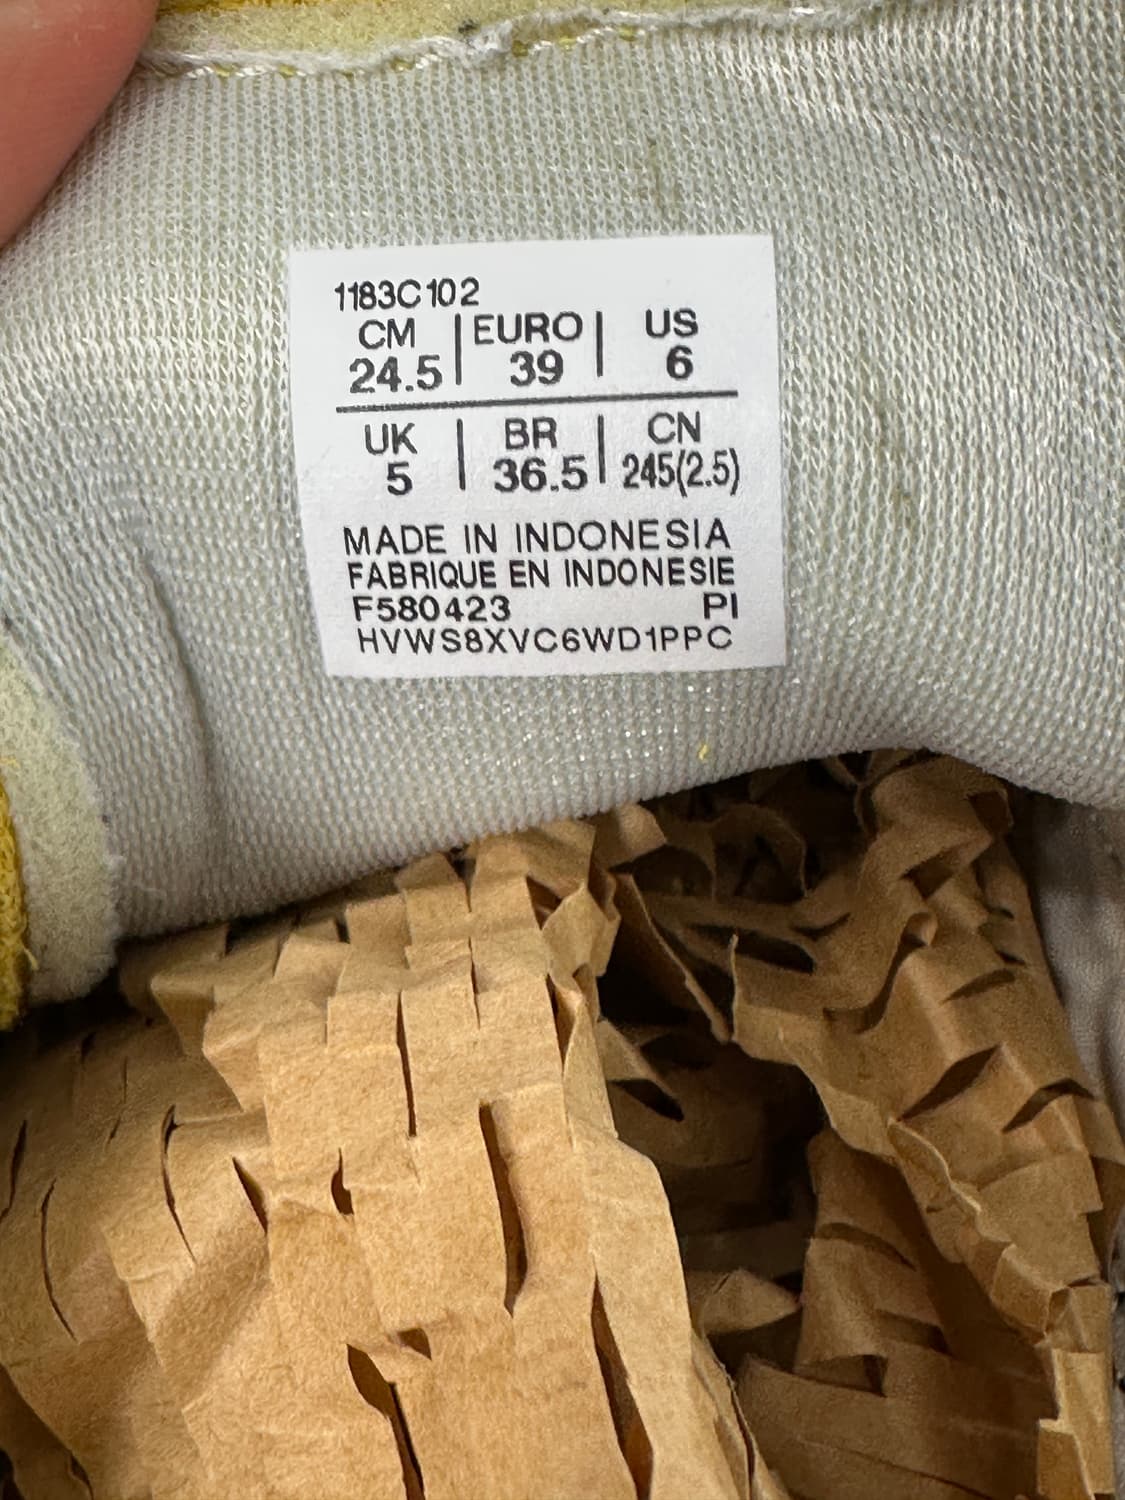 1183C102
CM | EURO | US
24.5 | 39 | 6
UK | BR | CN
5 | 36.5 | 245(2.5)
MADE IN INDONESIA
FABRIQUE EN INDONESIE
F580423 PI
HVWS8XVC6WD1PPC